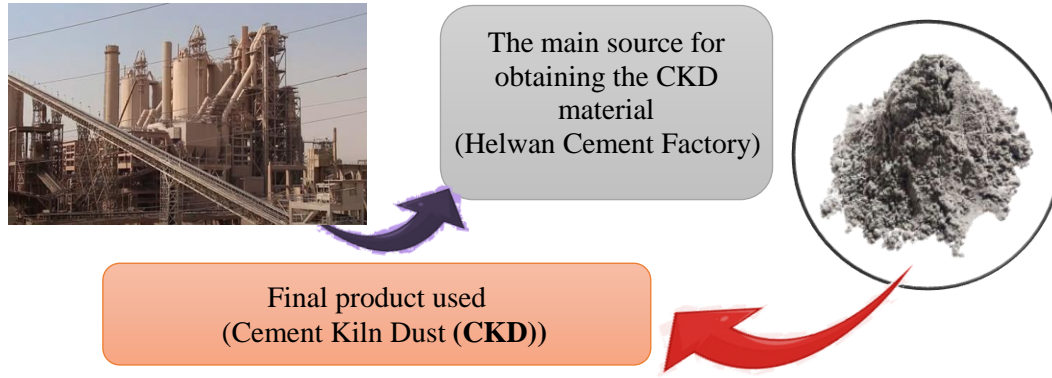 The main source for
obtaining the CKD
material
(Helwan Cement Factory)
Final product used
(Cement Kiln Dust (CKD))